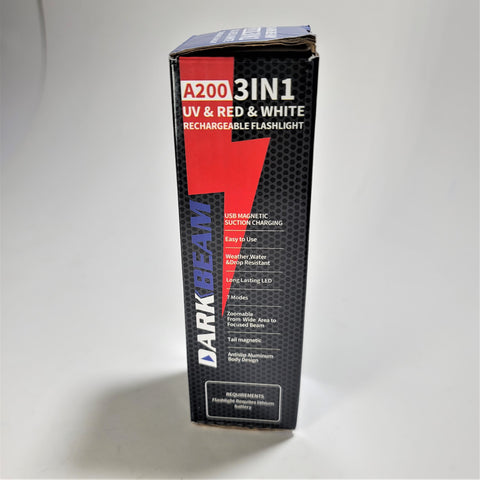 A200 3IN1
UV & RED & WHITE
RECHARGEABLE FLASHLIGHT
DARKBEAM
USB MAGNETIC
SUCTION CHARGING
Easy to Use
Weather,Water
&Drop Resistant
Long Lasting LED
7 Modes
Zoomable
From Wide Area to
Focused Beam
Tail magnetic
Antislip Aluminum
Body Design
REQUIREMENTS
Flashlight Requires lithium
battery